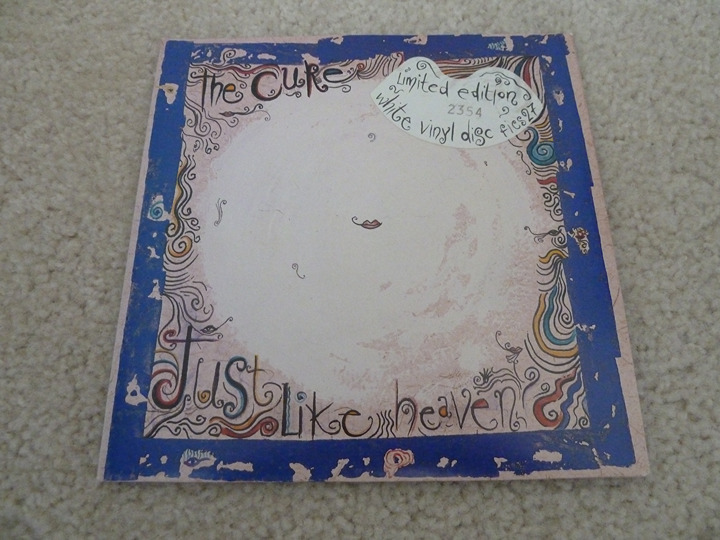 the CURE
Limited edition
2354
white vinyl disc fics 27
Just Like heaven